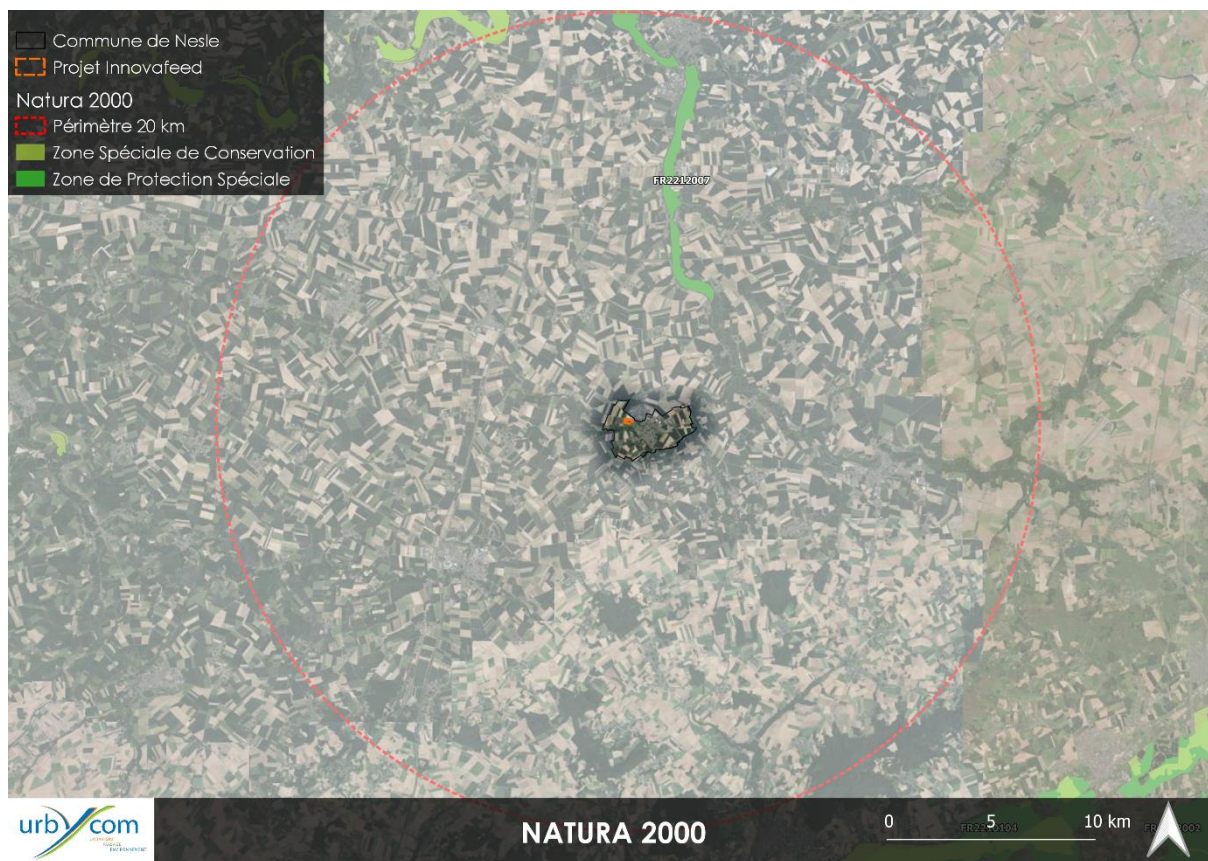 Commune de Nesle
Projet Innovafeed
Natura 2000
Périmètre 20 km
Zone Spéciale de Conservation
Zone de Protection Spéciale
FR2212007
urbycom
NATURA 2000
0 5 10 km